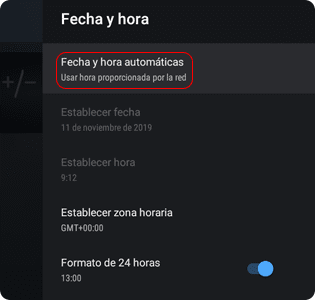 Fecha y hora
Fecha y hora automáticas
Usar hora proporcionada por la red
+/-
Establecer fecha
11 de noviembre de 2019
Establecer hora
9:12
Establecer zona horaria
GMT+00:00
Formato de 24 horas
13:00